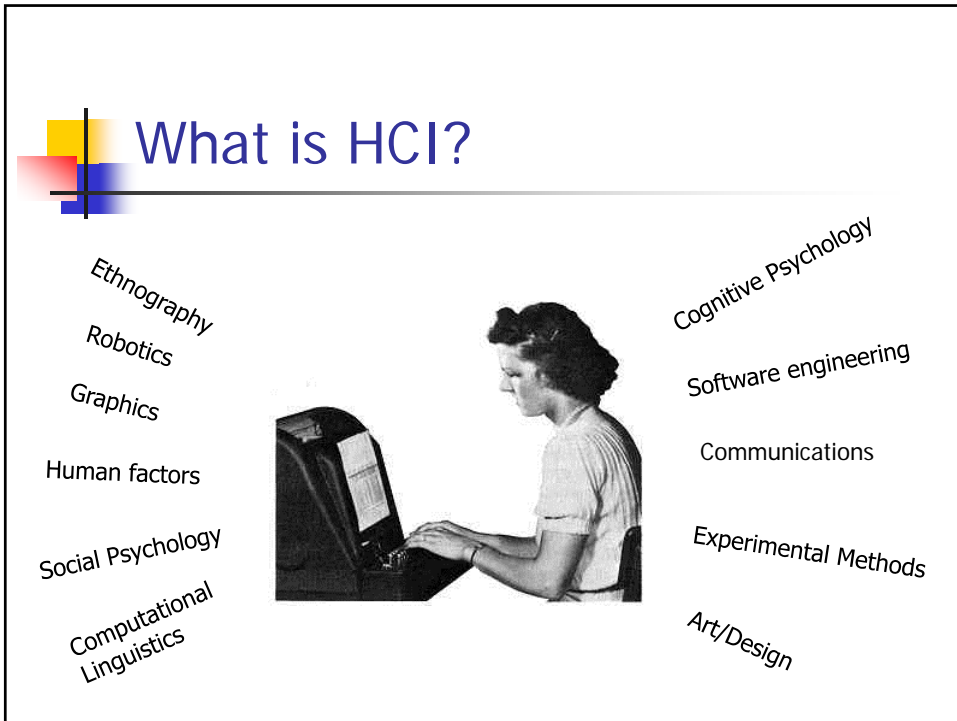 What is HCI?
Ethnography
Robotics
Graphics
Human factors
Social Psychology
Computational
Linguistics
Cognitive Psychology
Software engineering
Communications
Experimental Methods
Art/Design